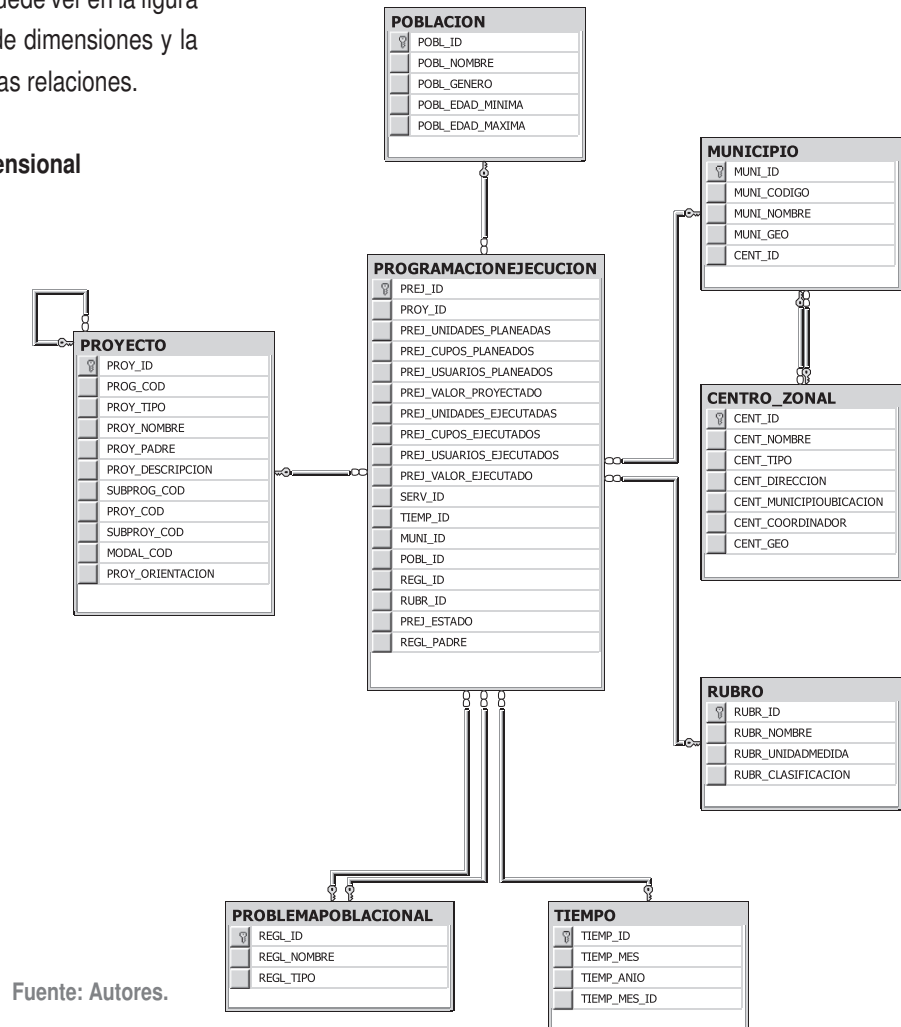 uede ver en la figura
de dimensiones y la
as relaciones.
ensional
POBLACION
POBL_ID
POBL_NOMBRE
POBL_GENERO
POBL_EDAD_MINIMA
POBL_EDAD_MAXIMA
MUNICIPIO
MUNI_ID
MUNI_CODIGO
MUNI_NOMBRE
MUNI_GEO
CENT_ID
PROGRAMACIONEJECUCION
PREJ_ID
PROY_ID
PREJ_UNIDADES_PLANEADAS
PREJ_CUPOS_PLANEADOS
PREJ_USUARIOS_PLANEADOS
PREJ_VALOR_PROYECTADO
PREJ_UNIDADES_EJECUTADAS
PREJ_CUPOS_EJECUTADOS
PREJ_USUARIOS_EJECUTADOS
PREJ_VALOR_EJECUTADO
SERV_ID
TIEMP_ID
MUNI_ID
POBL_ID
REGL_ID
RUBR_ID
PREJ_ESTADO
REGL_PADRE
PROYECTO
PROY_ID
PROG_COD
PROY_TIPO
PROY_NOMBRE
PROY_PADRE
PROY_DESCRIPCION
SUBPROG_COD
PROY_COD
SUBPROY_COD
MODAL_COD
PROY_ORIENTACION
CENTRO_ZONAL
CENT_ID
CENT_NOMBRE
CENT_TIPO
CENT_DIRECCION
CENT_MUNICIPIOUBICACION
CENT_COORDINADOR
CENT_GEO
RUBRO
RUBR_ID
RUBR_NOMBRE
RUBR_UNIDADMEDIDA
RUBR_CLASIFICACION
PROBLEMAPOBLACIONAL
REGL_ID
REGL_NOMBRE
REGL_TIPO
TIEMPO
TIEMP_ID
TIEMP_MES
TIEMP_ANIO
TIEMP_MES_ID
Fuente: Autores.